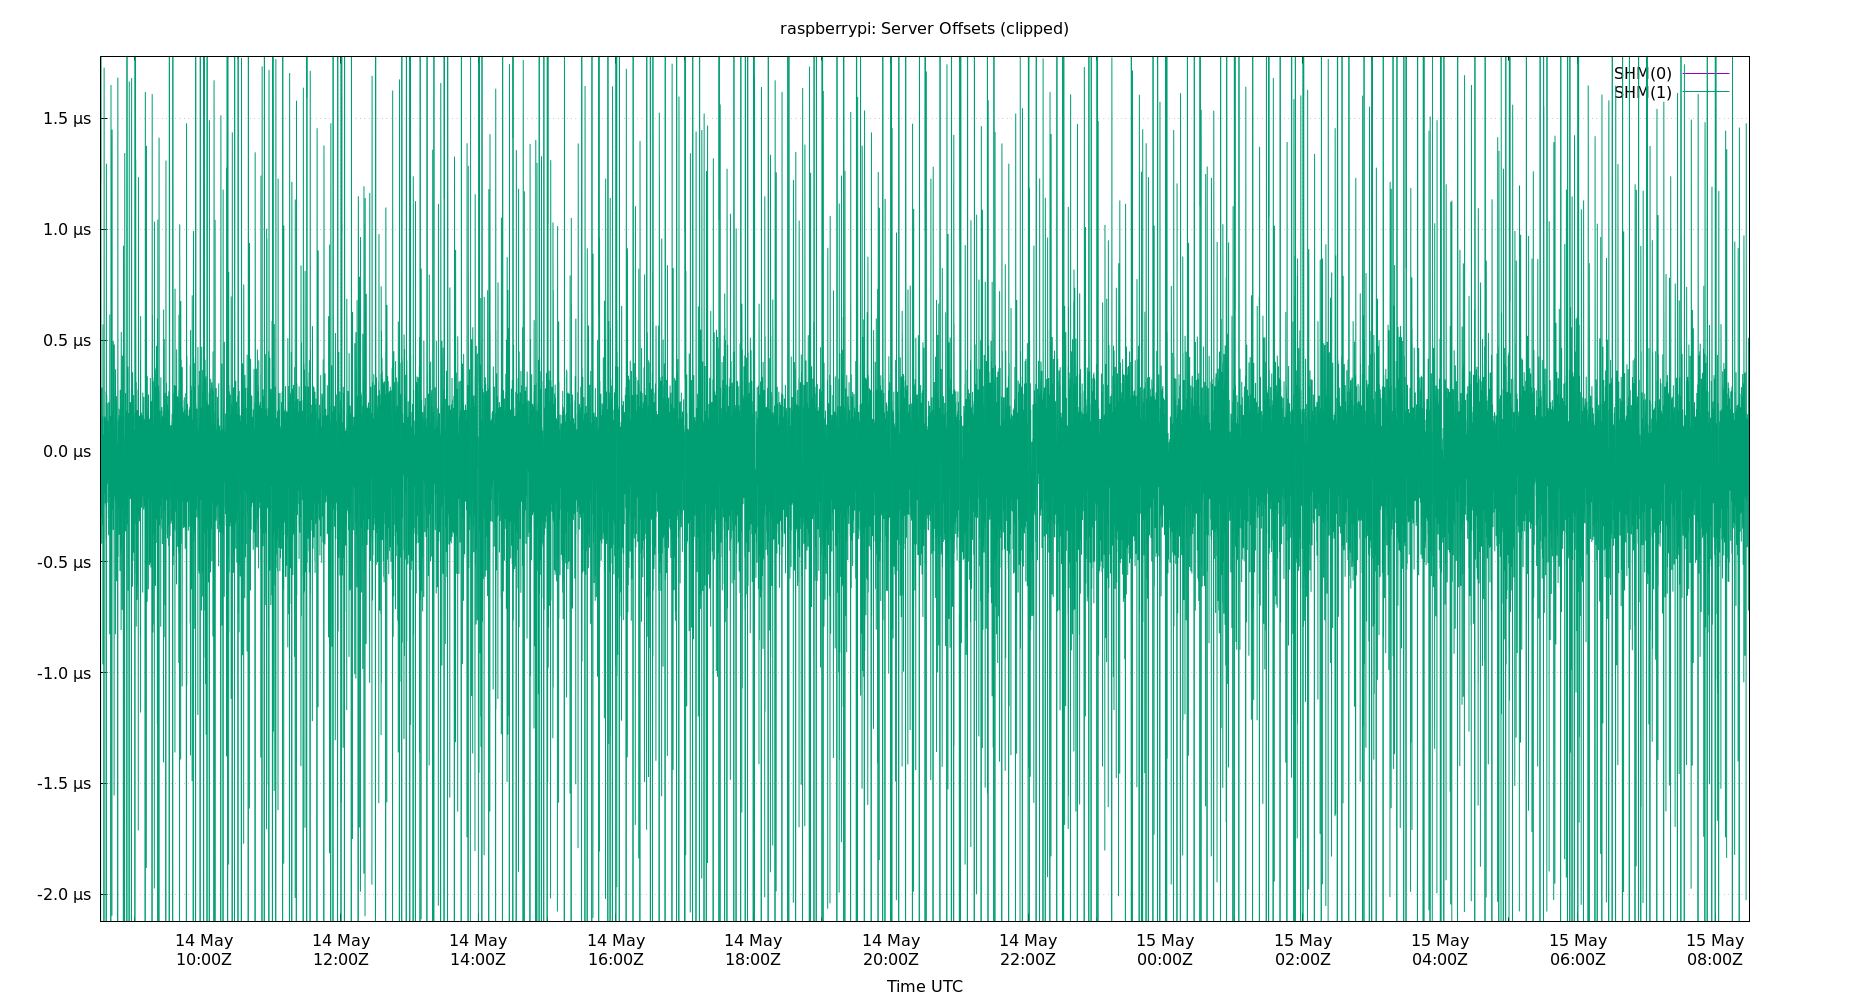 raspberrypi: Server Offsets (clipped)
SHM(0)
SHM(1)
1.5 µs
1.0 µs
0.5 µs
0.0 µs
-0.5 µs
-1.0 µs
-1.5 µs
-2.0 µs
14 May 14 May 14 May 14 May 14 May 14 May 14 May 15 May 15 May 15 May 15 May 15 May
10:00Z 12:00Z 14:00Z 16:00Z 18:00Z 20:00Z 22:00Z 00:00Z 02:00Z 04:00Z 06:00Z 08:00Z
Time UTC